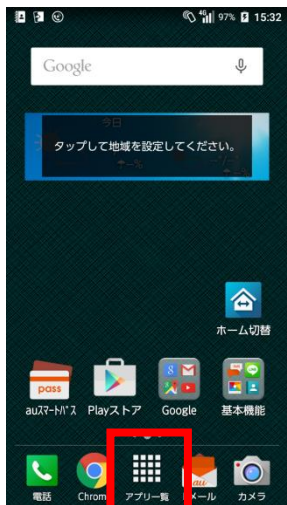 4G 97% 15:32
Google
今日
タップして地域を設定してください。
--%
ホーム切替
pass
auスマートパス Playストア Google 基本機能
au
電話 Chrom アプリ一覧 メール カメラ